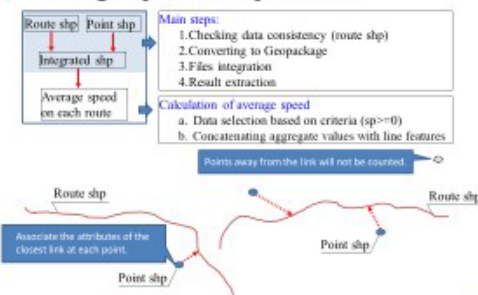 Route shp
Point shp
Integrated shp
Average speed
on each route
Main steps:
1.Checking data consistency (route shp)
2.Converting to Geopackage
3.Files integration
4.Result extraction
Calculation of average speed
a. Data selection based on criteria (sp>=0)
b. Concatenating aggregate values with line features
Points away from the link will not be counted.
Route shp
Route shp
Associate the attributes of the
closest link at each point.
Point shp
Point shp